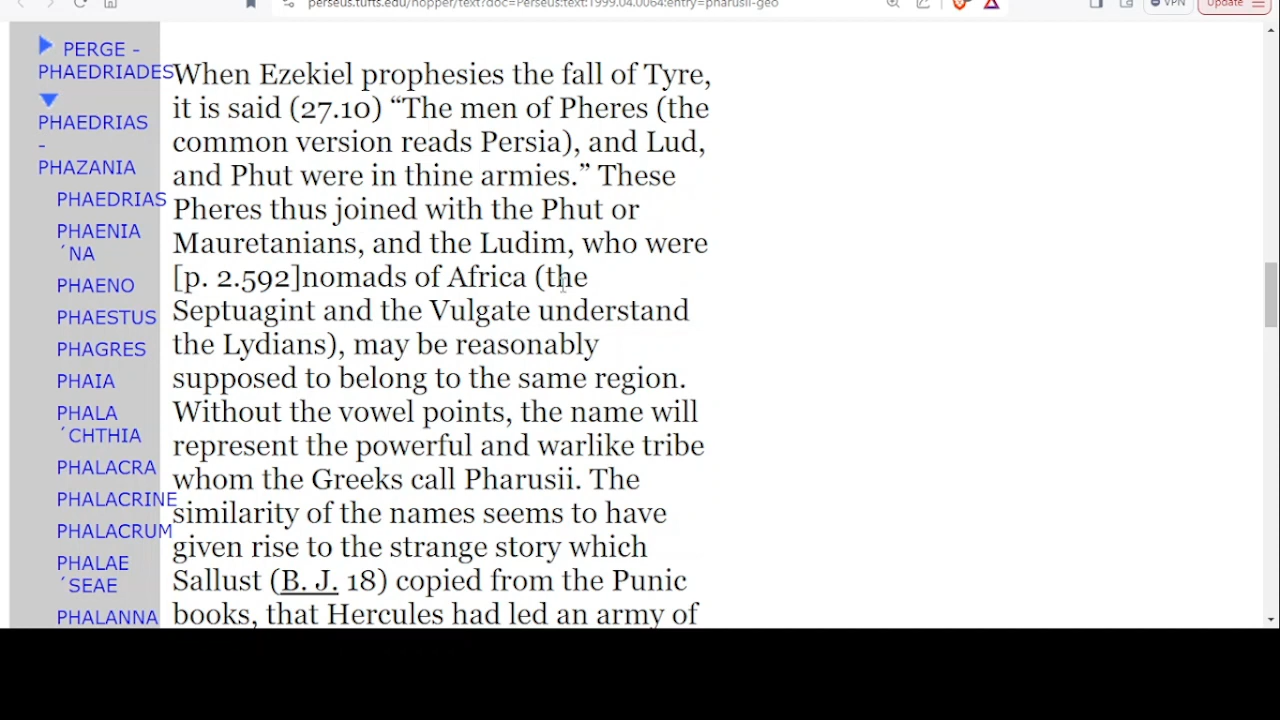 perseus.tufts.edu/hopper/text?doc=Perseus:text:1999.04.0064:entry=pharusii-geo
VPN
Update
PERGE -
PHAEDRIADES
PHAEDRIAS
-
PHAZANIA
PHAEDRIAS
PHAENIA
´NA
PHAENO
PHAESTUS
PHAGRES
PHAIA
PHALA
´CHTHIA
PHALACRA
PHALACRINE
PHALACRUM
PHALAE
´SEAE
PHALANNA
When Ezekiel prophesies the fall of Tyre,
it is said (27.10) “The men of Pheres (the
common version reads Persia), and Lud,
and Phut were in thine armies.” These
Pheres thus joined with the Phut or
Mauretanians, and the Ludim, who were
[p. 2.592]nomads of Africa (the
Septuagint and the Vulgate understand
the Lydians), may be reasonably
supposed to belong to the same region.
Without the vowel points, the name will
represent the powerful and warlike tribe
whom the Greeks call Pharusii. The
similarity of the names seems to have
given rise to the strange story which
Sallust (B. J. 18) copied from the Punic
books, that Hercules had led an army of